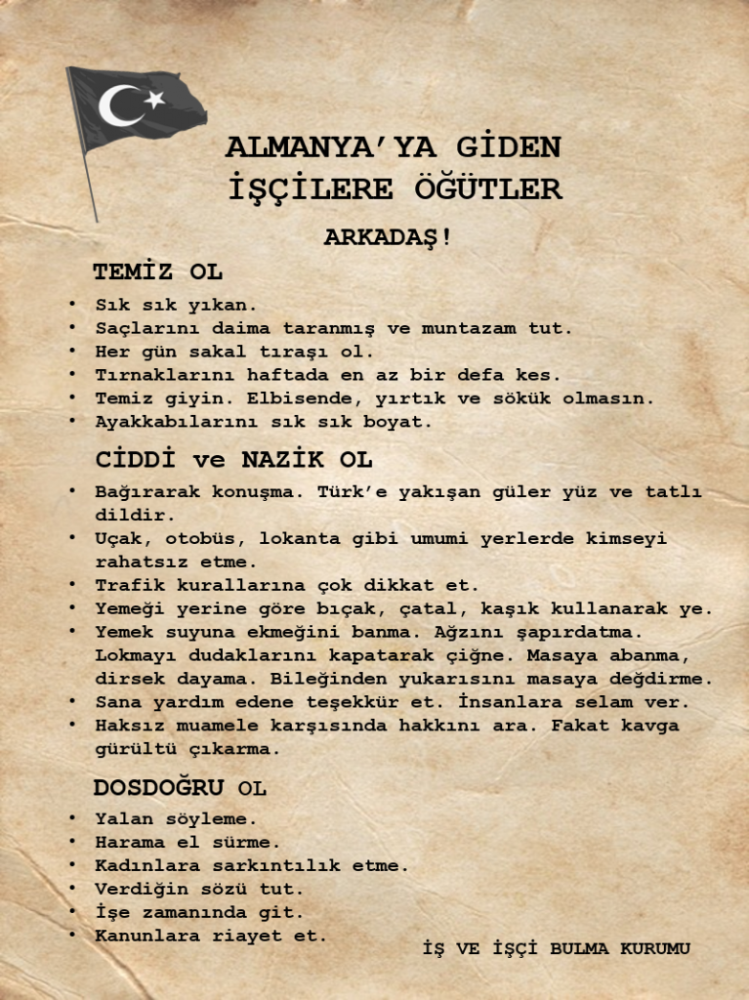 ALMANYA’YA GİDEN
İŞÇİLERE ÖĞÜTLER
ARKADAŞ!
TEMİZ OL
• Sık sık yıkan.
• Saçlarını daima taranmış ve muntazam tut.
• Her gün sakal tıraşı ol.
• Tırnaklarını haftada en az bir defa kes.
• Temiz giyin. Elbisende, yırtık ve sökük olmasın.
• Ayakkabılarını sık sık boyat.
CİDDİ ve NAZİK OL
• Bağırarak konuşma. Türk’e yakışan güler yüz ve tatlı
dildir.
• Uçak, otobüs, lokanta gibi umumi yerlerde kimseyi
rahatsız etme.
• Trafik kurallarına çok dikkat et.
• Yemeği yerine göre bıçak, çatal, kaşık kullanarak ye.
• Yemek suyuna ekmeğini banma. Ağzını şapırdatma.
Lokmayı dudaklarını kapatarak çiğne. Masaya abanma,
dirsek dayama. Bileğinden yukarısını masaya değdirme.
• Sana yardım edene teşekkür et. İnsanlara selam ver.
• Haksız muamele karşısında hakkını ara. Fakat kavga
gürültü çıkarma.
DOSDOĞRU OL
• Yalan söyleme.
• Harama el sürme.
• Kadınlara sarkıntılık etme.
• Verdiğin sözü tut.
• İşe zamanında git.
• Kanunlara riayet et.
İŞ VE İŞÇİ BULMA KURUMU